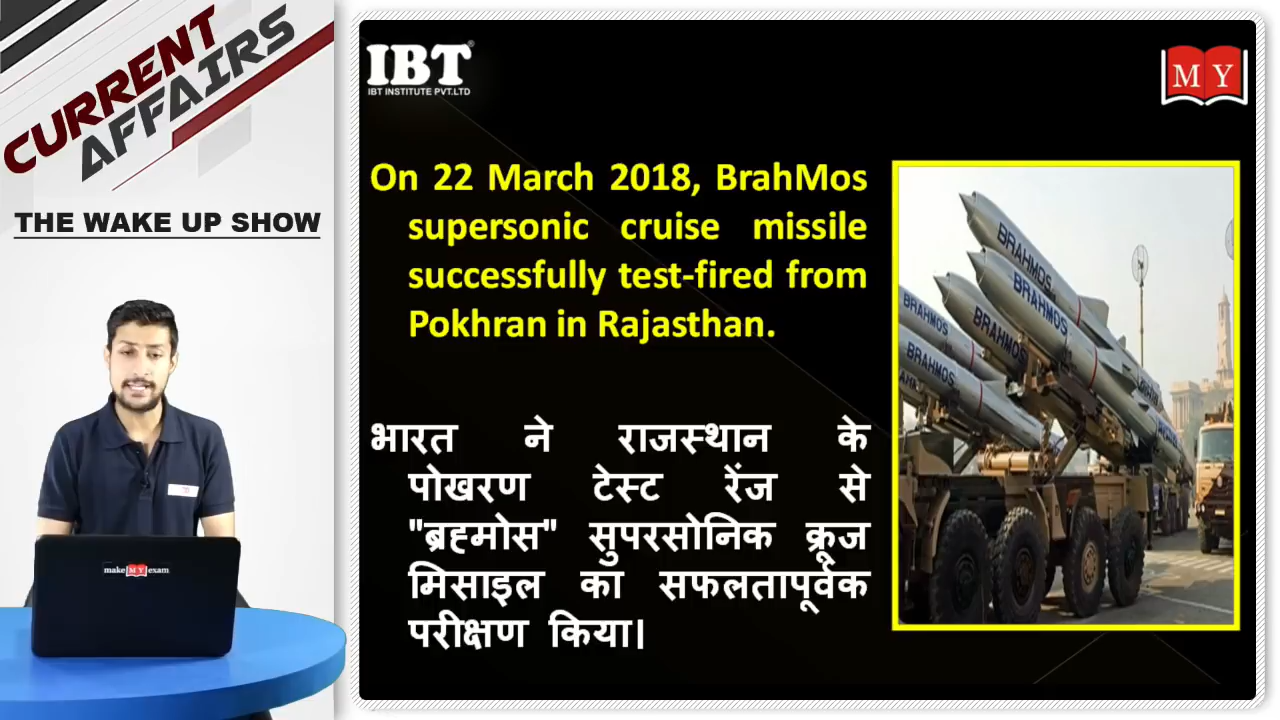 CURRENT
AFFAIRS
THE WAKE UP SHOW
make MY exam
IBT
IBT INSTITUTE PVT.LTD
MY
On 22 March 2018, BrahMos
supersonic cruise missile
successfully test-fired from
Pokhran in Rajasthan.
भारत ने राजस्थान के
पोखरण टेस्ट रेंज से
"ब्रह्मोस" सुपरसोनिक क्रूज
मिसाइल का सफलतापूर्वक
परीक्षण किया।
BRAHMOS
BRAHMOS
BRAHMOS
BRAHMOS
BRAHMOS